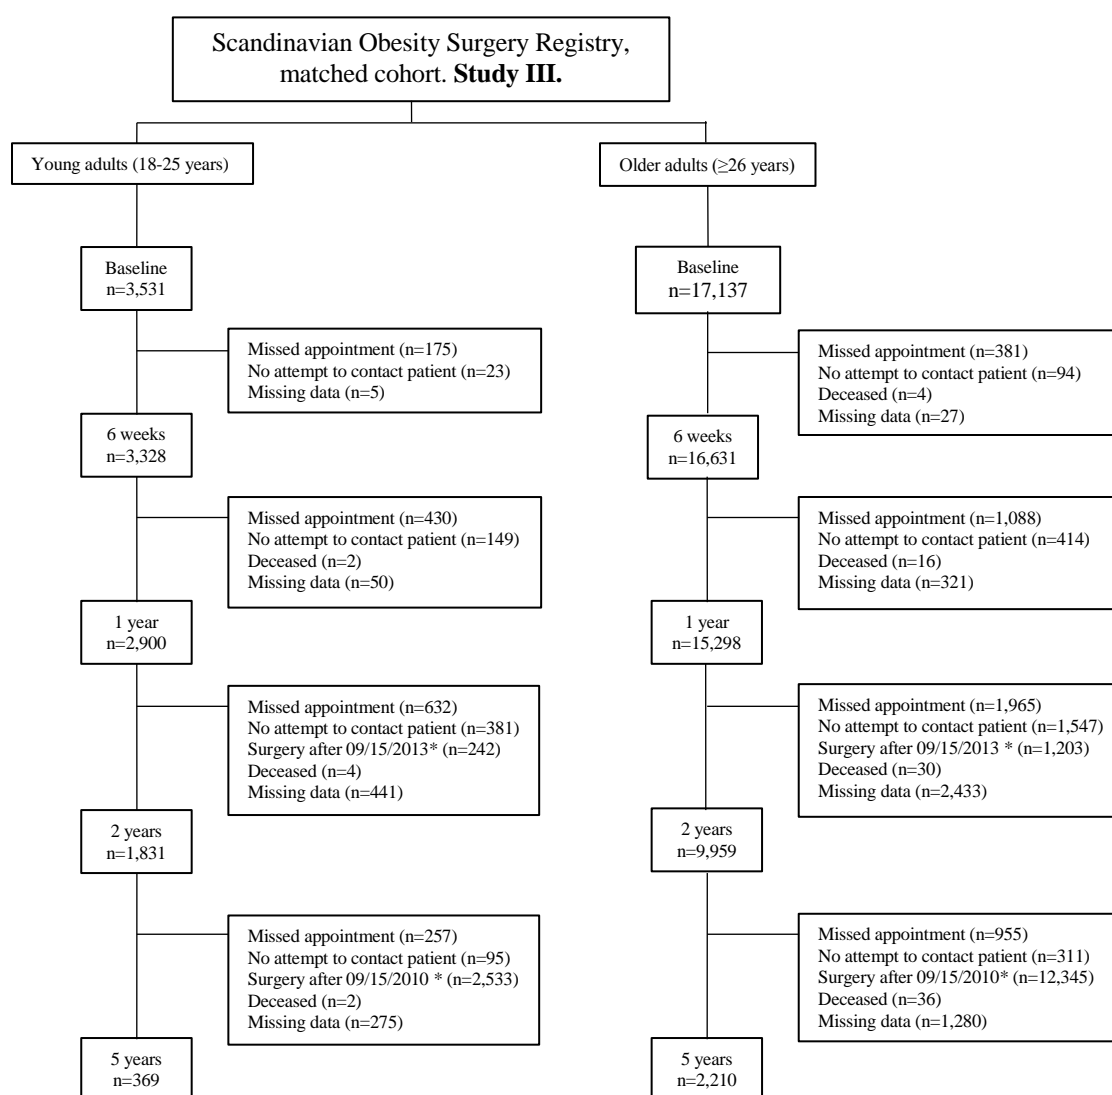 Scandinavian Obesity Surgery Registry,
matched cohort. Study III.
Young adults (18-25 years)
Baseline
n=3,531
Missed appointment (n=175)
No attempt to contact patient (n=23)
Missing data (n=5)
6 weeks
n=3,328
Missed appointment (n=430)
No attempt to contact patient (n=149)
Deceased (n=2)
Missing data (n=50)
1 year
n=2,900
Missed appointment (n=632)
No attempt to contact patient (n=381)
Surgery after 09/15/2013* (n=242)
Deceased (n=4)
Missing data (n=441)
2 years
n=1,831
Missed appointment (n=257)
No attempt to contact patient (n=95)
Surgery after 09/15/2010 * (n=2,533)
Deceased (n=2)
Missing data (n=275)
5 years
n=369
Older adults (≥26 years)
Baseline
n=17,137
Missed appointment (n=381)
No attempt to contact patient (n=94)
Deceased (n=4)
Missing data (n=27)
6 weeks
n=16,631
Missed appointment (n=1,088)
No attempt to contact patient (n=414)
Deceased (n=16)
Missing data (n=321)
1 year
n=15,298
Missed appointment (n=1,965)
No attempt to contact patient (n=1,547)
Surgery after 09/15/2013 * (n=1,203)
Deceased (n=30)
Missing data (n=2,433)
2 years
n=9,959
Missed appointment (n=955)
No attempt to contact patient (n=311)
Surgery after 09/15/2010* (n=12,345)
Deceased (n=36)
Missing data (n=1,280)
5 years
n=2,210